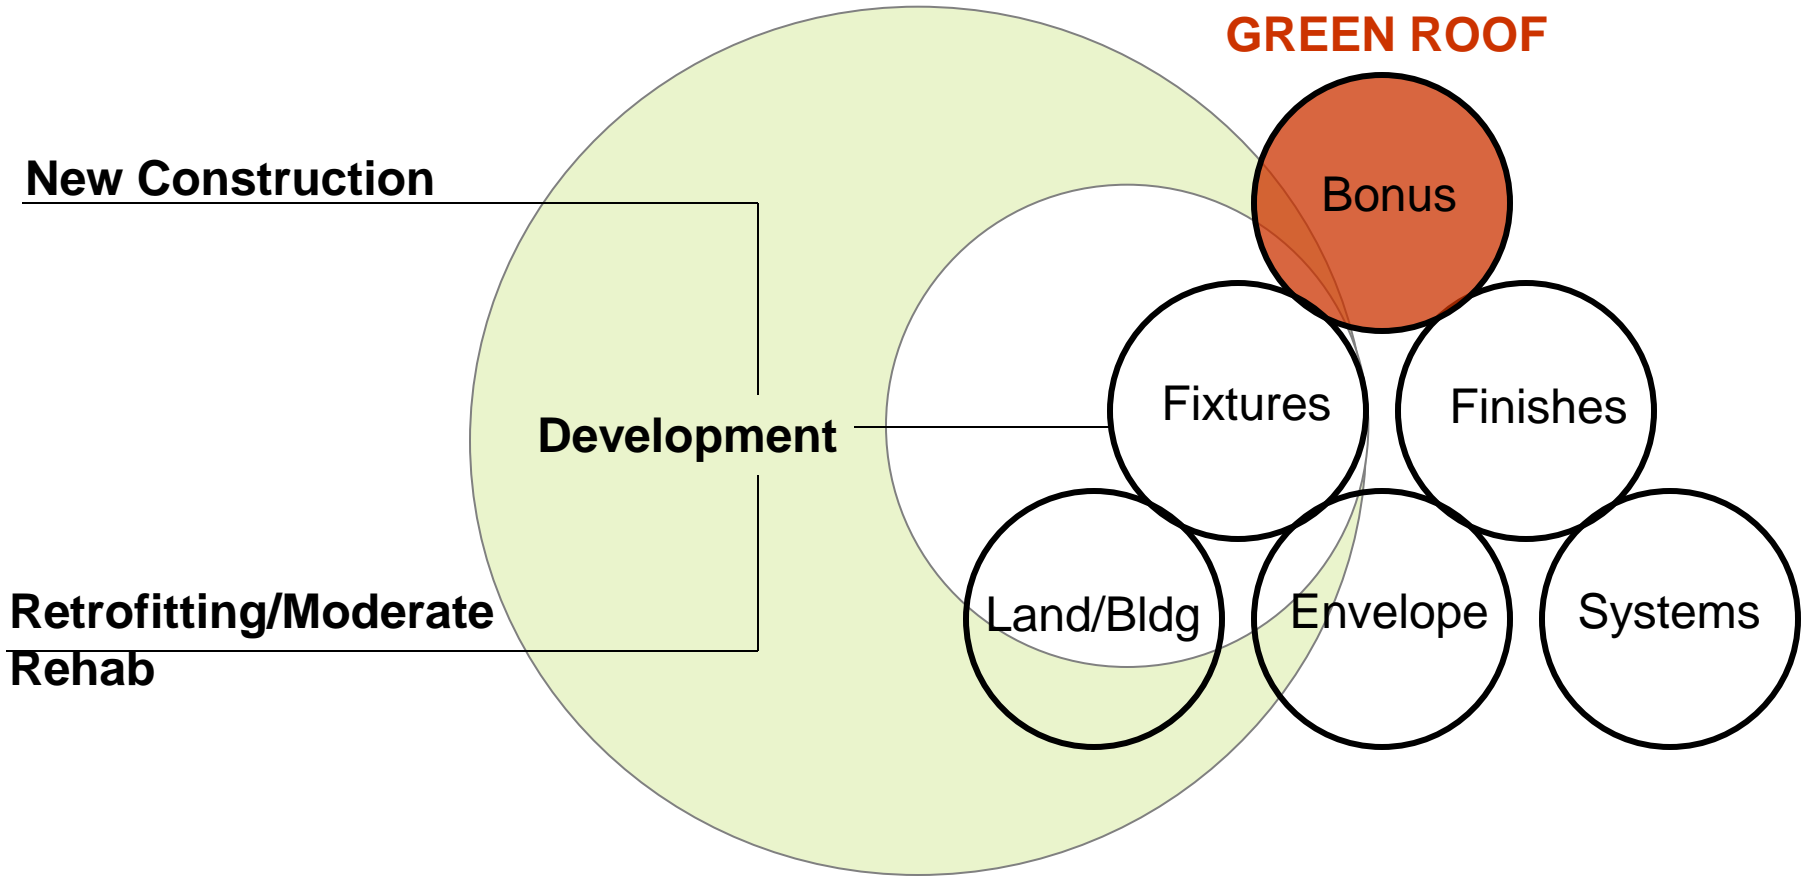 GREEN ROOF
Bonus
New Construction
Fixtures
Finishes
Development
Land/Bldg
Envelope
Systems
Retrofitting/Moderate
Rehab